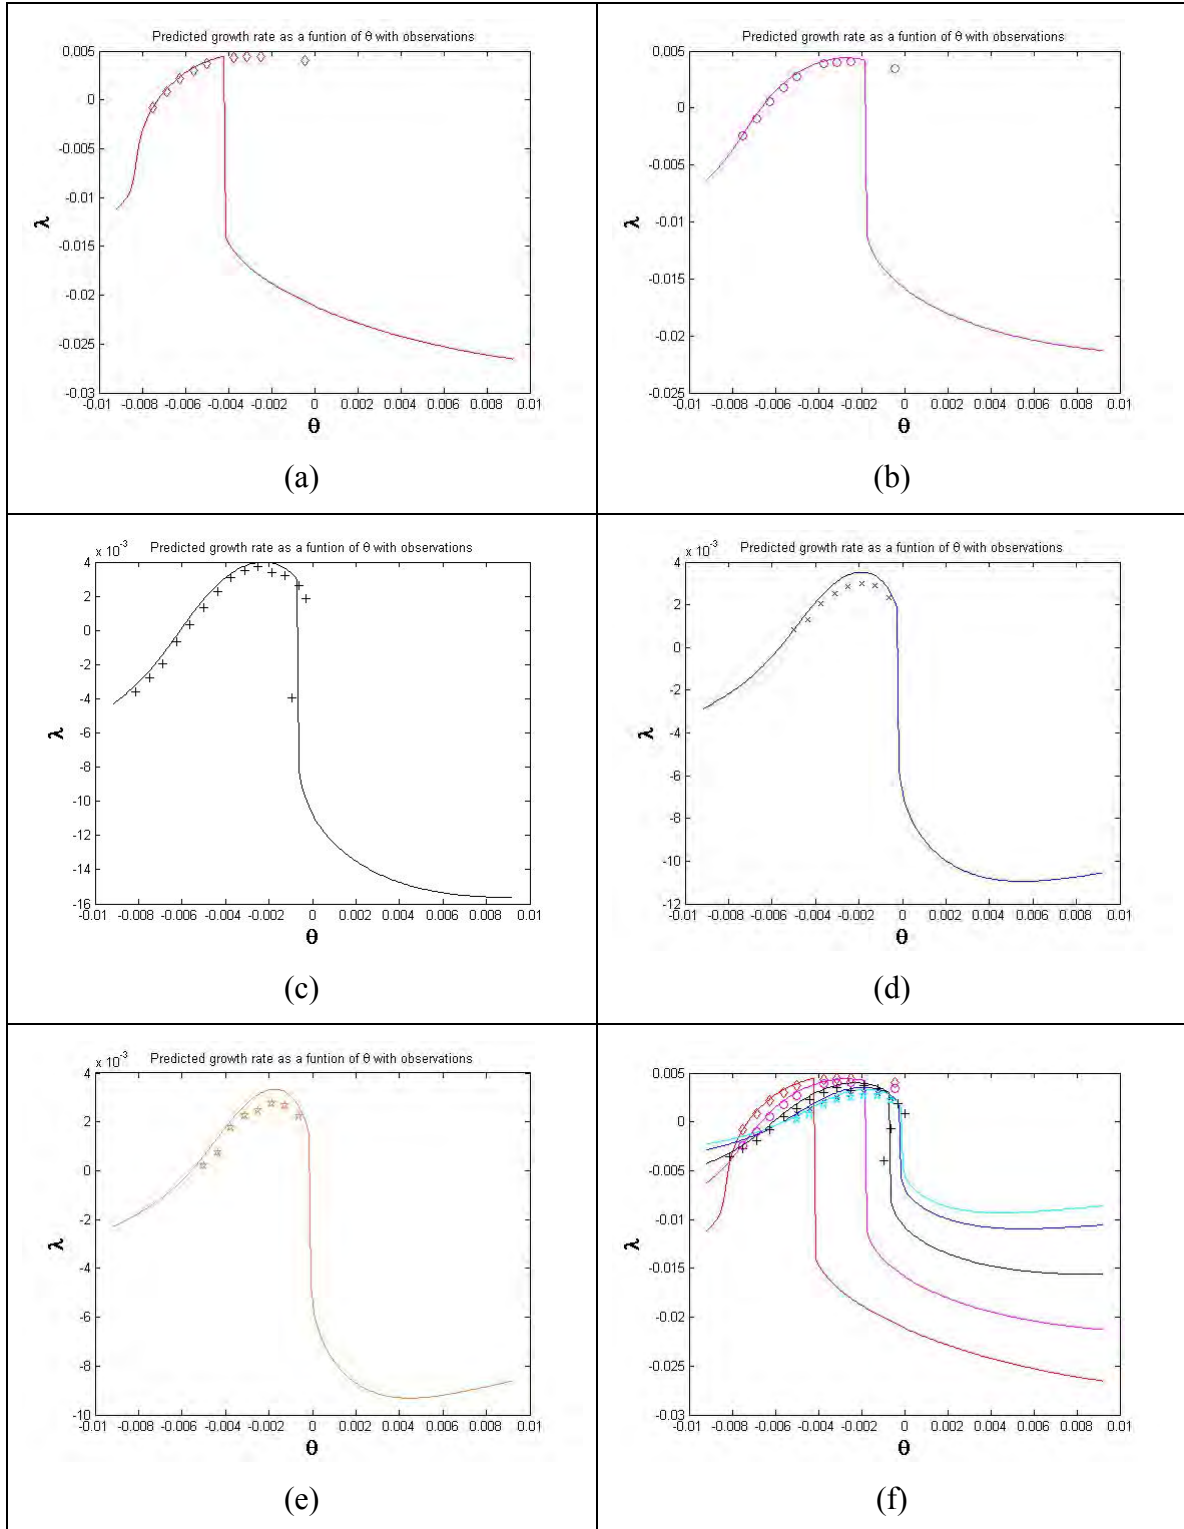 Predicted growth rate as a funtion of θ with observations
0.005
0
0.005
-0.01
-0.015
-0.02
-0.025
-0.03
λ
-0.01 -0.008 -0.006 -0.004 -0.002 0 0.002 0.004 0.006 0.008 0.01
θ
(a)
Predicted growth rate as a funtion of θ with observations
0.005
0
0.005
-0.01
-0.015
-0.02
-0.025
λ
-0.01 -0.008 -0.006 -0.004 -0.002 0 0.002 0.004 0.006 0.008 0.01
θ
(b)
x 10-3
Predicted growth rate as a funtion of θ with observations
4
2
0
-2
-4
-6
-8
-10
-12
-14
-16
λ
-0.01 -0.008 -0.006 -0.004 -0.002 0 0.002 0.004 0.006 0.008 0.01
θ
(c)
x 10-3
Predicted growth rate as a funtion of θ with observations
4
2
0
-2
-4
-6
-8
-10
-12
λ
-0.01 -0.008 -0.006 -0.004 -0.002 0 0.002 0.004 0.006 0.008 0.01
θ
(d)
x 10-3
Predicted growth rate as a funtion of θ with observations
4
2
0
-2
4
-6
-8
-10
λ
-0.01 -0.008 -0.006 -0.004 -0.002 0 0.002 0.004 0.006 0.008 0.01
θ
(e)
0.005
0
-0.005
-0.01
-0.015
-0.02
-0.025
-0.03
λ
-0.01 -0.008 -0.006 -0.004 -0.002 0 0.002 0.004 0.006 0.008 0.01
θ
(f)